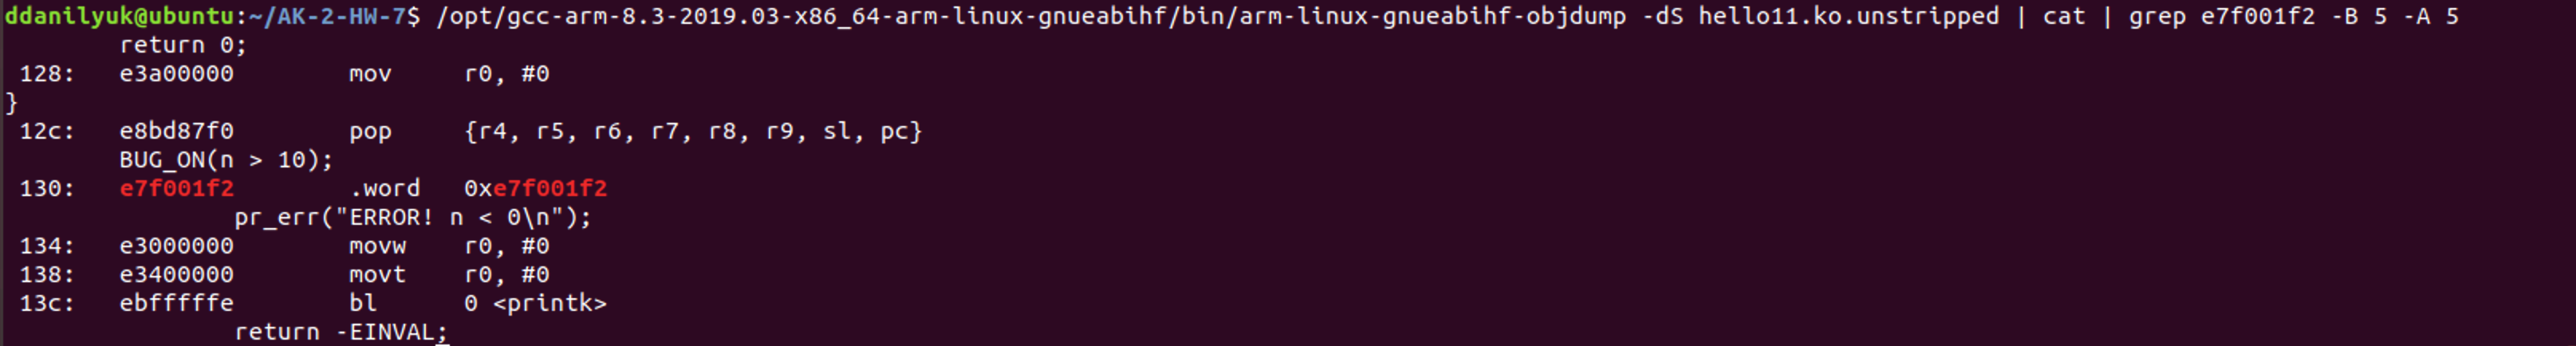 ddanilyuk@ubuntu:~/AK-2-HW-7$ /opt/gcc-arm-8.3-2019.03-x86_64-arm-linux-gnueabihf/bin/arm-linux-gnueabihf-objdump -dS hello11.ko.unstripped | cat | grep e7f001f2 -B 5 -A 5
        return 0;
 128:   e3a00000        mov     r0, #0
}
 12c:   e8bd87f0        pop     {r4, r5, r6, r7, r8, r9, sl, pc}
        BUG_ON(n > 10);
 130:   e7f001f2        .word   0xe7f001f2
                pr_err("ERROR! n < 0\n");
 134:   e3000000        movw    r0, #0
 138:   e3400000        movt    r0, #0
 13c:   ebfffffe        bl      0 <printk>
                return -EINVAL;